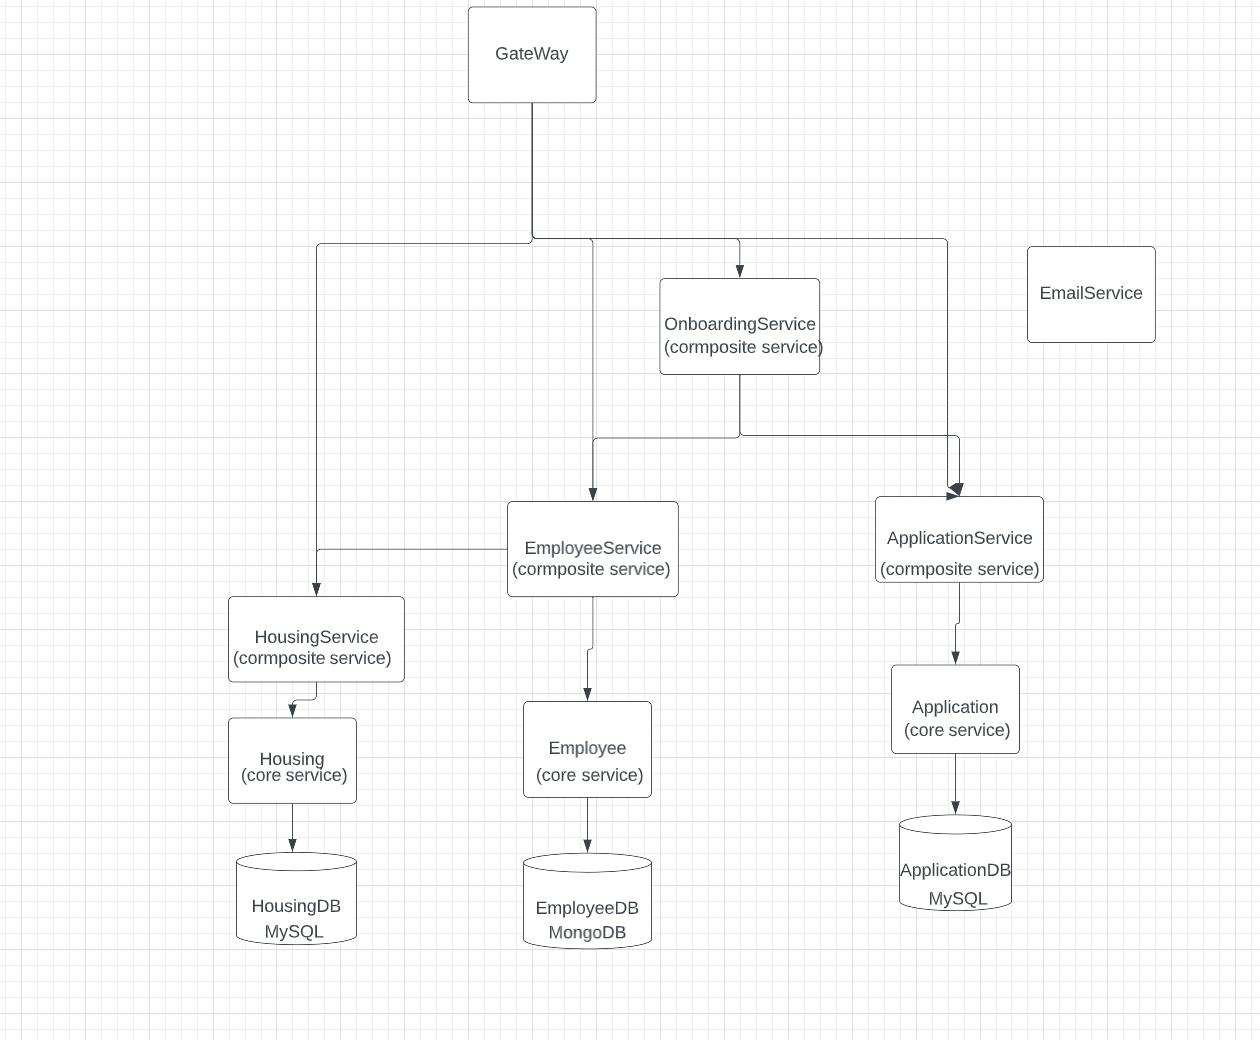 GateWay
EmailService
OnboardingService
(cormposite service)
EmployeeService
(cormposite service)
ApplicationService
(cormposite service)
HousingService
(cormposite service)
Application
(core service)
Housing
(core service)
Employee
(core service)
ApplicationDB
MySQL
HousingDB
MySQL
EmployeeDB
MongoDB